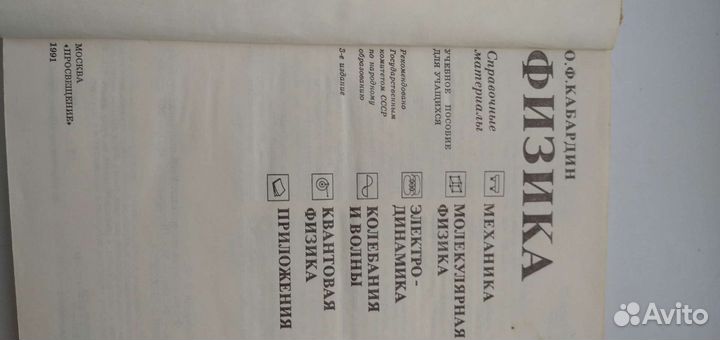 О.Ф.КАБАРДИН
ФИЗИКА
Справочные
материалы
УЧЕБНОЕ ПОСОБИЕ
ДЛЯ УЧАЩИХСЯ
Рекомендовано
Государственным
комитетом СССР
по народному
образованию
3-е издание
МОСКВА
«ПРОСВЕЩЕНИЕ»
1991
МЕХАНИКА
МОЛЕКУЛЯРНАЯ
ФИЗИКА
ЭЛЕКТРО-
ДИНАМИКА
КОЛЕБАНИЯ
И ВОЛНЫ
КВАНТОВАЯ
ФИЗИКА
ПРИЛОЖЕНИЯ
Avito